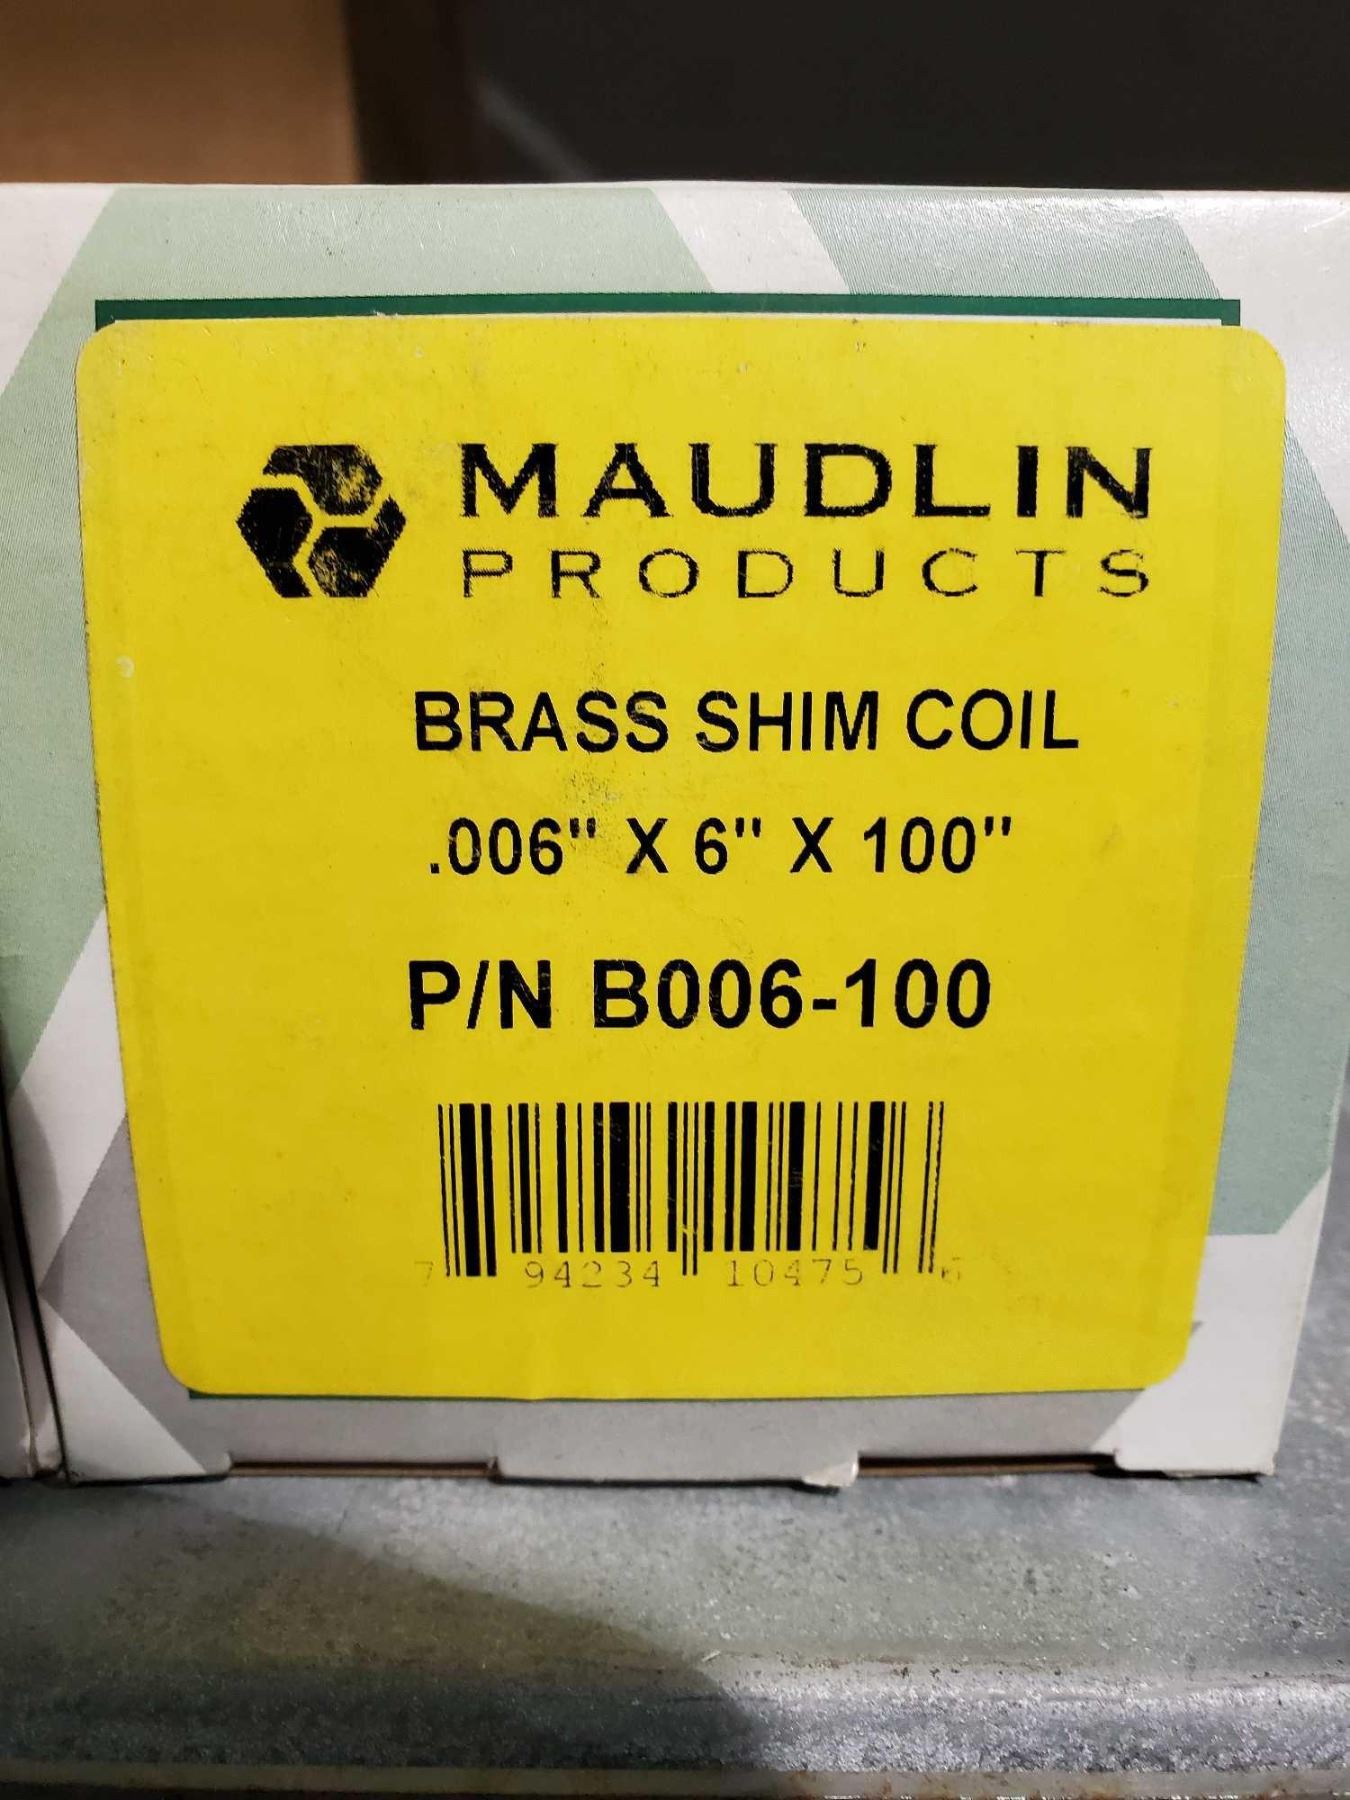 MAUDLIN
PRODUCTS
BRASS SHIM COIL
.006" X 6" X 100"
P/N B006-100
7 94234 10475 6